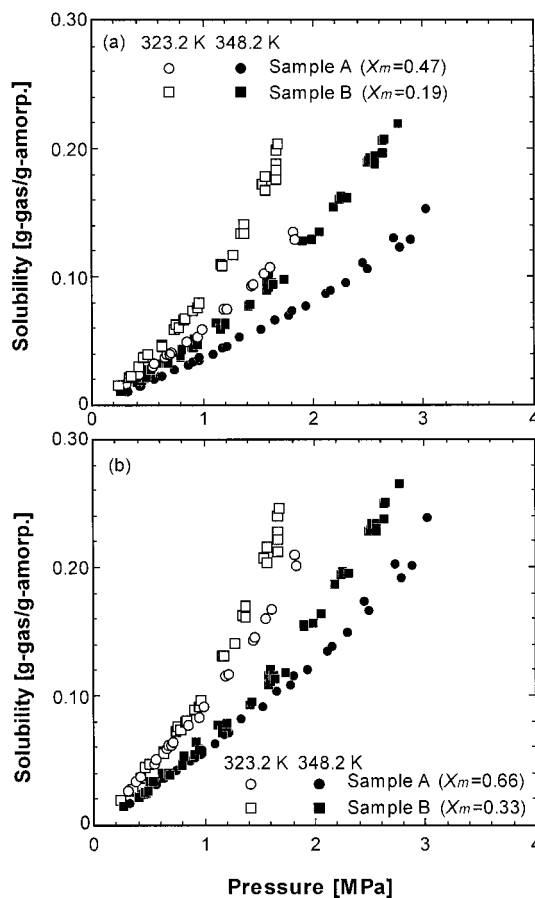 (a)
323.2 K 348.2 K
Sample A (Xm=0.47)
Sample B (Xm=0.19)
0.20
0.10
0
0 1 2 3 4
Solubility [g-gas/g-amorp.]
0.30
(b)
0.20
0.10
323.2 K 348.2 K
Sample A (Xm=0.66)
Sample B (Xm=0.33)
0
0 1 2 3 4
Solubility [g-gas/g-amorp.]
Pressure [MPa]